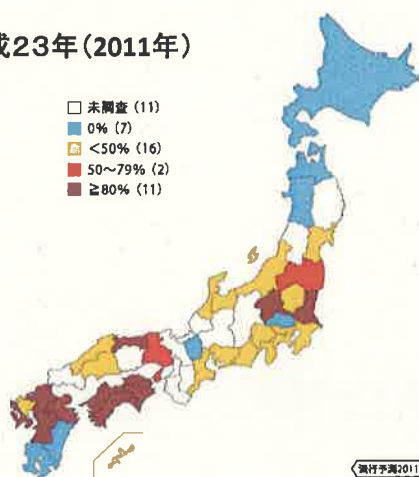 成23年(2011年)
未調査 (11)
0% (7)
<50% (16)
50～79% (2)
≧80% (11)
流行予測2011